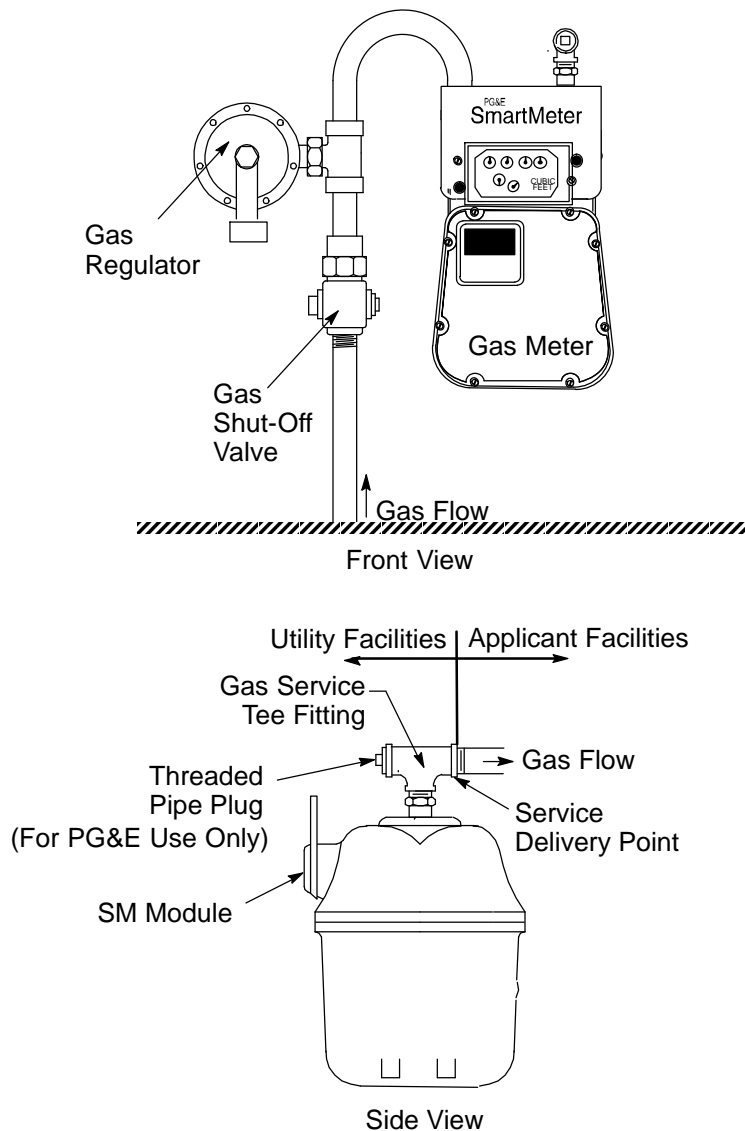 PG&E
SmartMeter
CUBIC
FEET
Gas
Regulator
Gas Meter
Gas
Shut-Off
Valve
Gas Flow
Front View
Utility Facilities
Applicant Facilities
Gas Service
Tee Fitting
Gas Flow
Threaded
Pipe Plug
(For PG&E Use Only)
Service
Delivery Point
SM Module
Side View